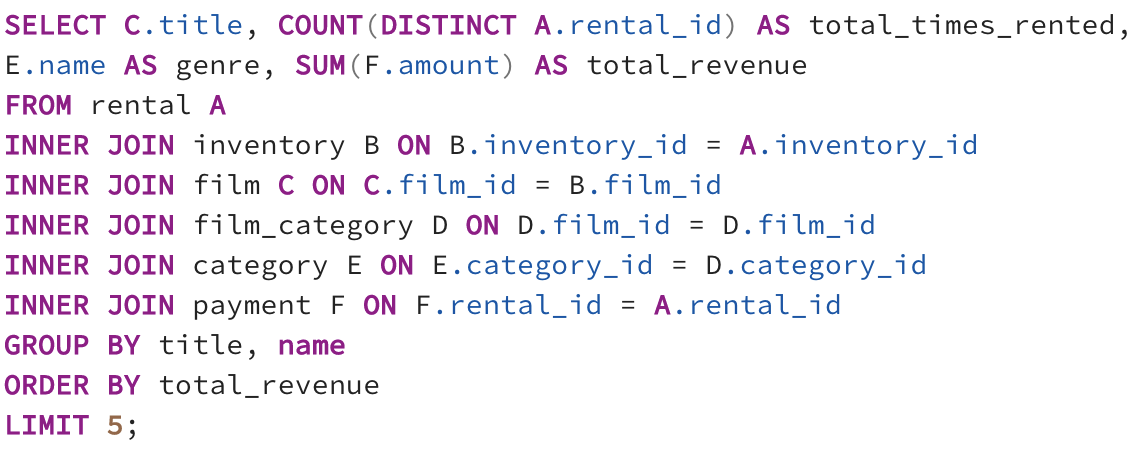 SELECT C.title, COUNT(DISTINCT A.rental_id) AS total_times_rented,
E.name AS genre, SUM(F.amount) AS total_revenue
FROM rental A
INNER JOIN inventory B ON B.inventory_id = A.inventory_id
INNER JOIN film C ON C.film_id = B.film_id
INNER JOIN film_category D ON D.film_id = D.film_id
INNER JOIN category E ON E.category_id = D.category_id
INNER JOIN payment F ON F.rental_id = A.rental_id
GROUP BY title, name
ORDER BY total_revenue
LIMIT 5;